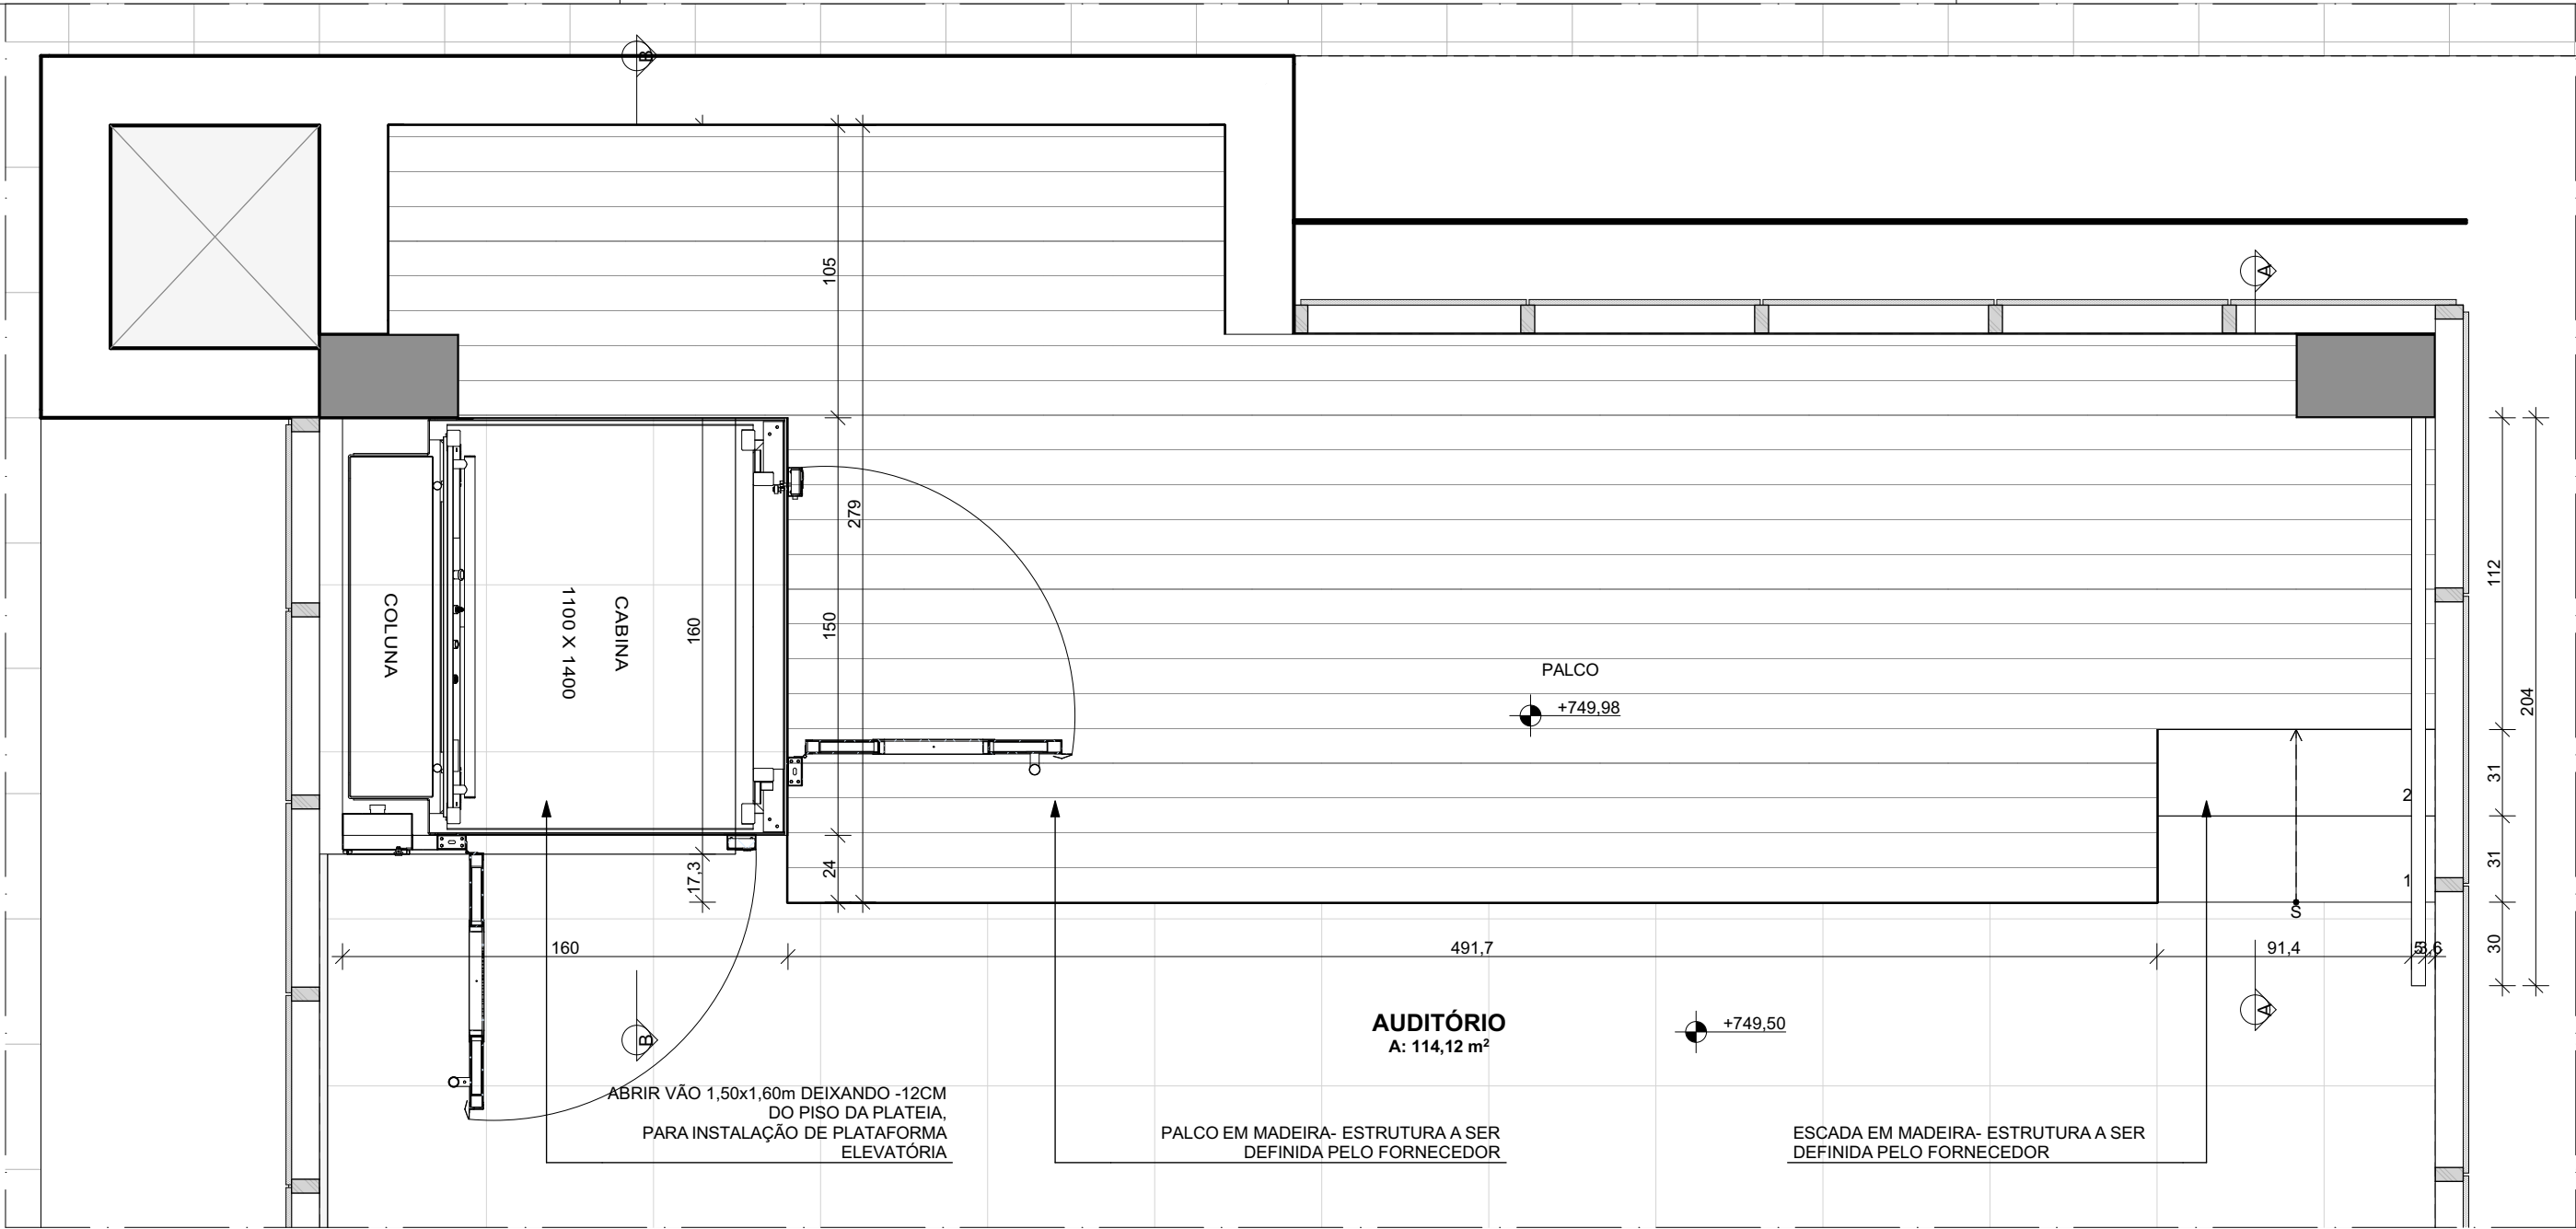 B
105
A
279
112
COLUNA
CABINA
1100 X 1400
160
150
PALCO
+749,98
204
31
2
31
17,3
24
1
S
160
491,7
91,4
30
A
B
AUDITÓRIO
A: 114,12 m²
+749,50
ABRIR VÃO 1,50x1,60m DEIXANDO -12CM
DO PISO DA PLATEIA,
PARA INSTALAÇÃO DE PLATAFORMA
ELEVATÓRIA
PALCO EM MADEIRA- ESTRUTURA A SER
DEFINIDA PELO FORNECEDOR
ESCADA EM MADEIRA- ESTRUTURA A SER
DEFINIDA PELO FORNECEDOR